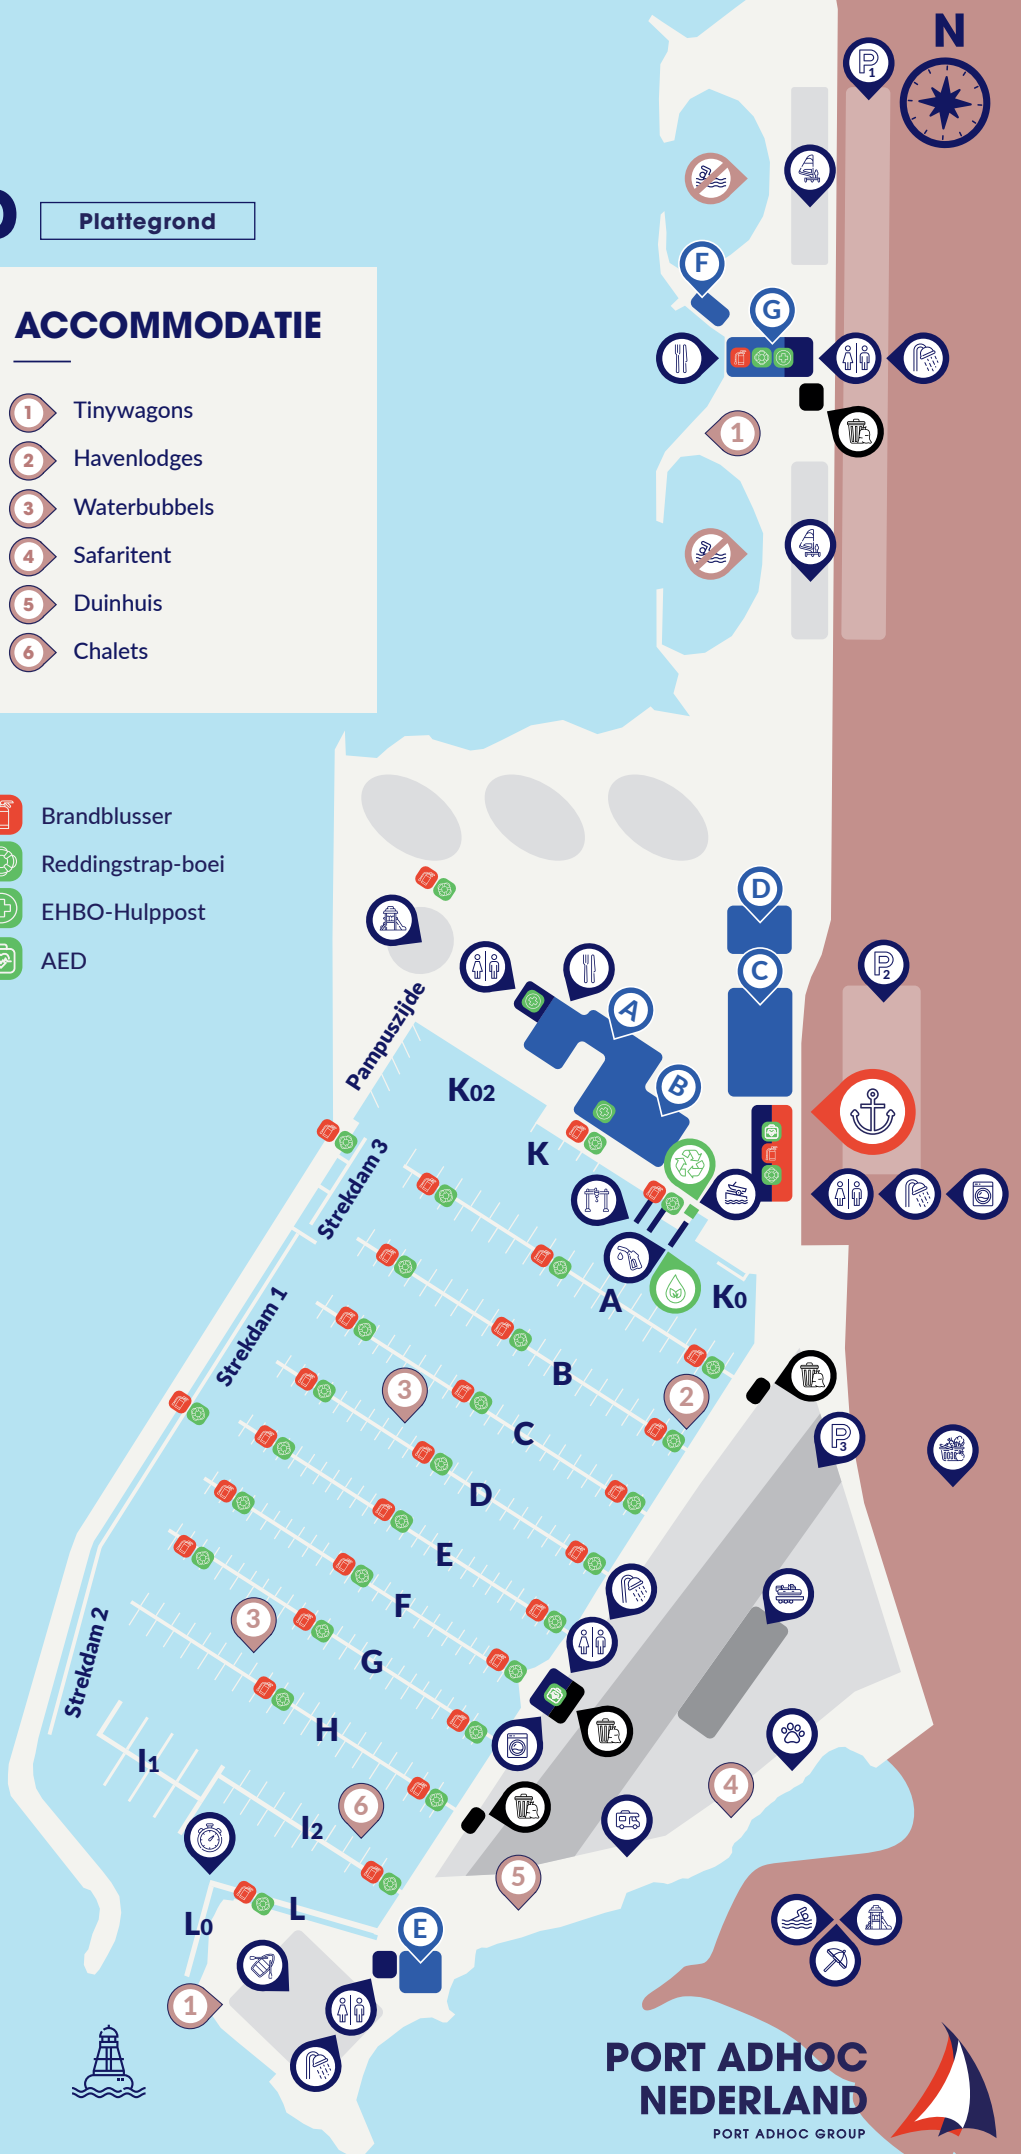 N
P1
Plattegrond
F
G
ACCOMMODATIE
1 Tinywagons
2 Havenlodges
3 Waterbubbels
4 Safaritent
5 Duinhuis
6 Chalets
1
Brandblusser
Reddingstrap-boei
EHBO-Hulppost
AED
D
C
P2
A
B
Pampuszijde
K02
K
Strekdam 3
A
K0
Strekdam 1
B
3
2
C
P3
D
E
F
3
G
Strekdam 2
H
I1
4
6
I2
5
L
L0
E
1
PORT ADHOC
NEDERLAND
PORT ADHOC GROUP